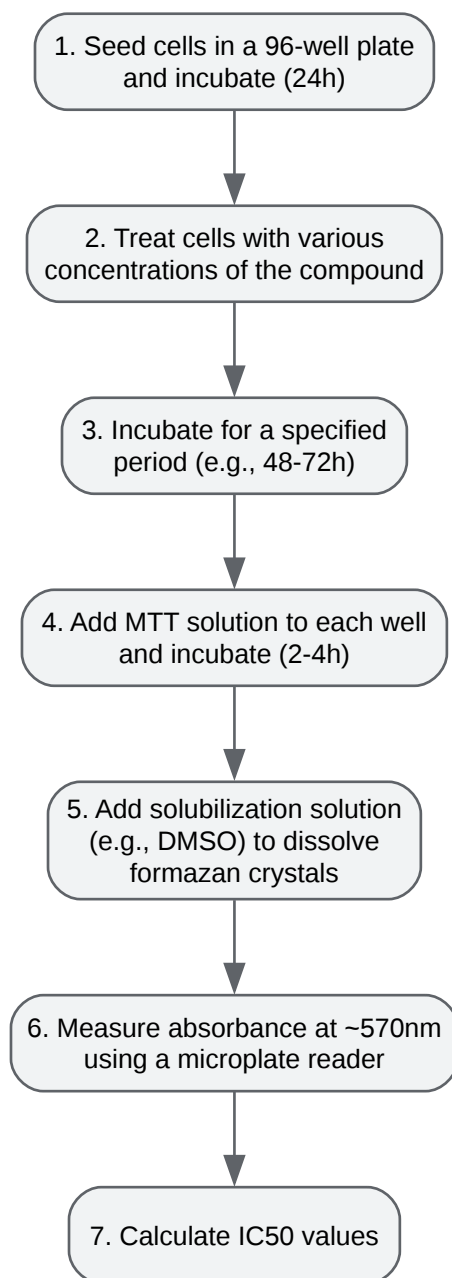 1. Seed cells in a 96-well plate
and incubate (24h)
2. Treat cells with various
concentrations of the compound
3. Incubate for a specified
period (e.g., 48-72h)
4. Add MTT solution to each well
and incubate (2-4h)
5. Add solubilization solution
(e.g., DMSO) to dissolve
formazan crystals
6. Measure absorbance at ~570nm
using a microplate reader
7. Calculate IC50 values